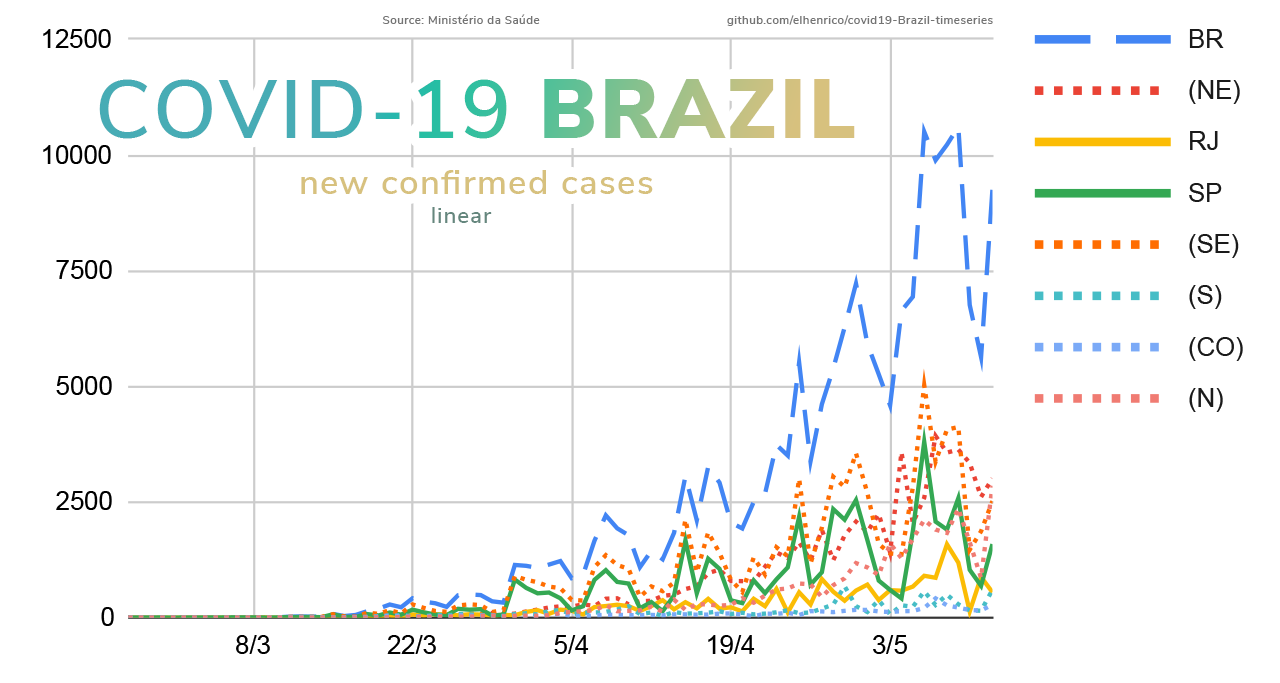 Source: Ministério da Saúde
github.com/elhenrico/covid19-Brazil-timeseries
COVID-19 BRAZIL
new confirmed cases
linear
12500
10000
7500
5000
2500
0
8/3
22/3
5/4
19/4
3/5
BR
(NE)
RJ
SP
(SE)
(S)
(CO)
(N)